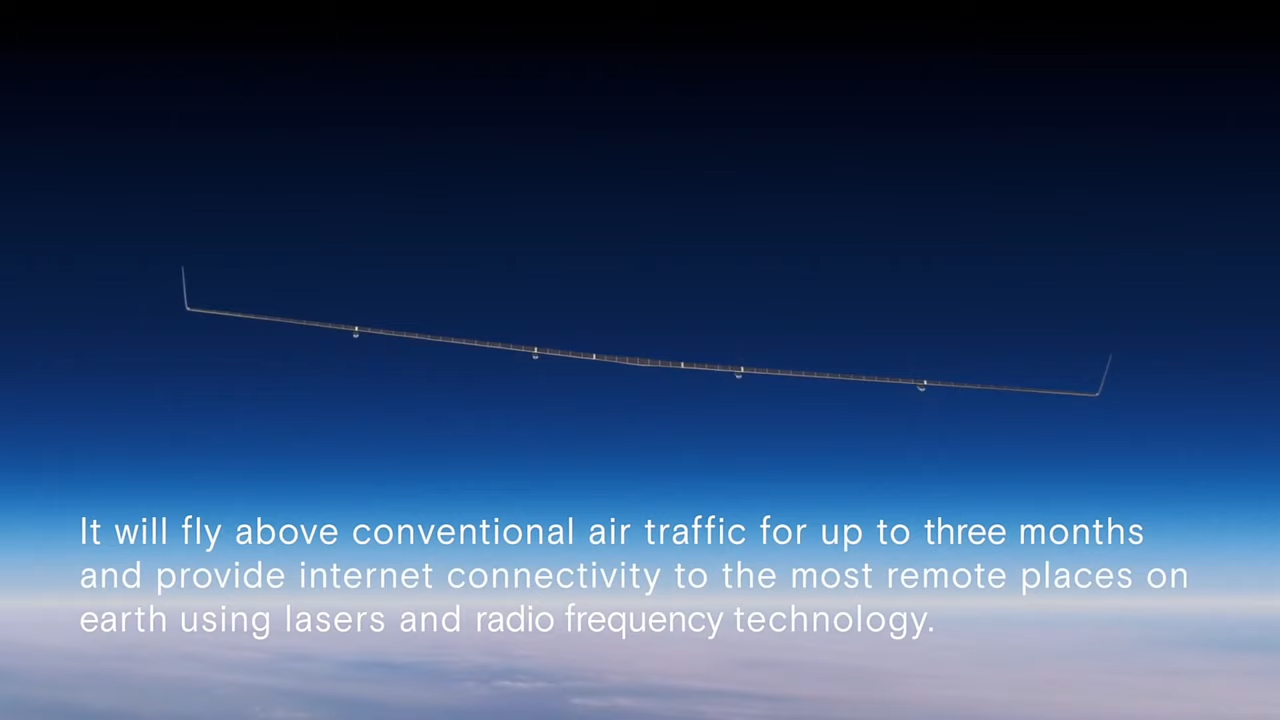 It will fly above conventional air traffic for up to three months
and provide internet connectivity to the most remote places on
earth using lasers and radio frequency technology.